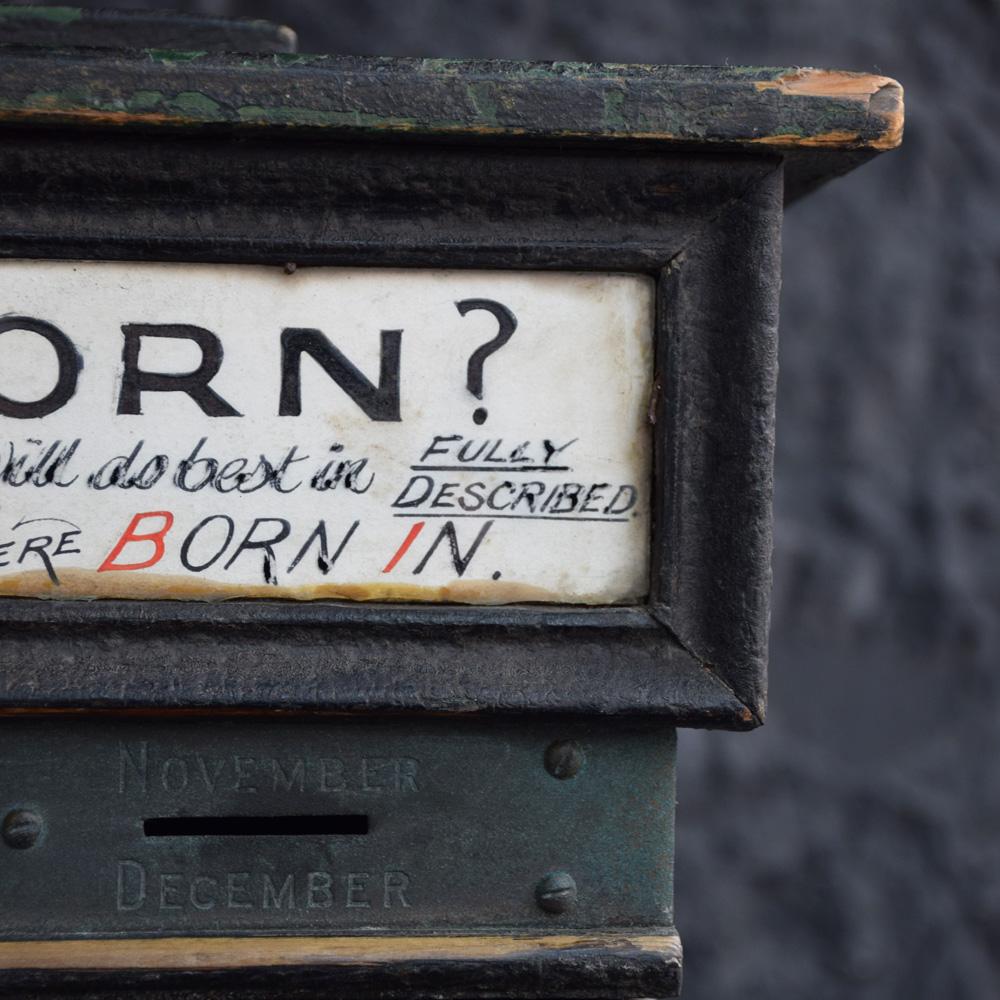 ORN?
Will do best in FULLY
DESCRIBED.
ERE BORN IN.
NOVEMBER
DECEMBER